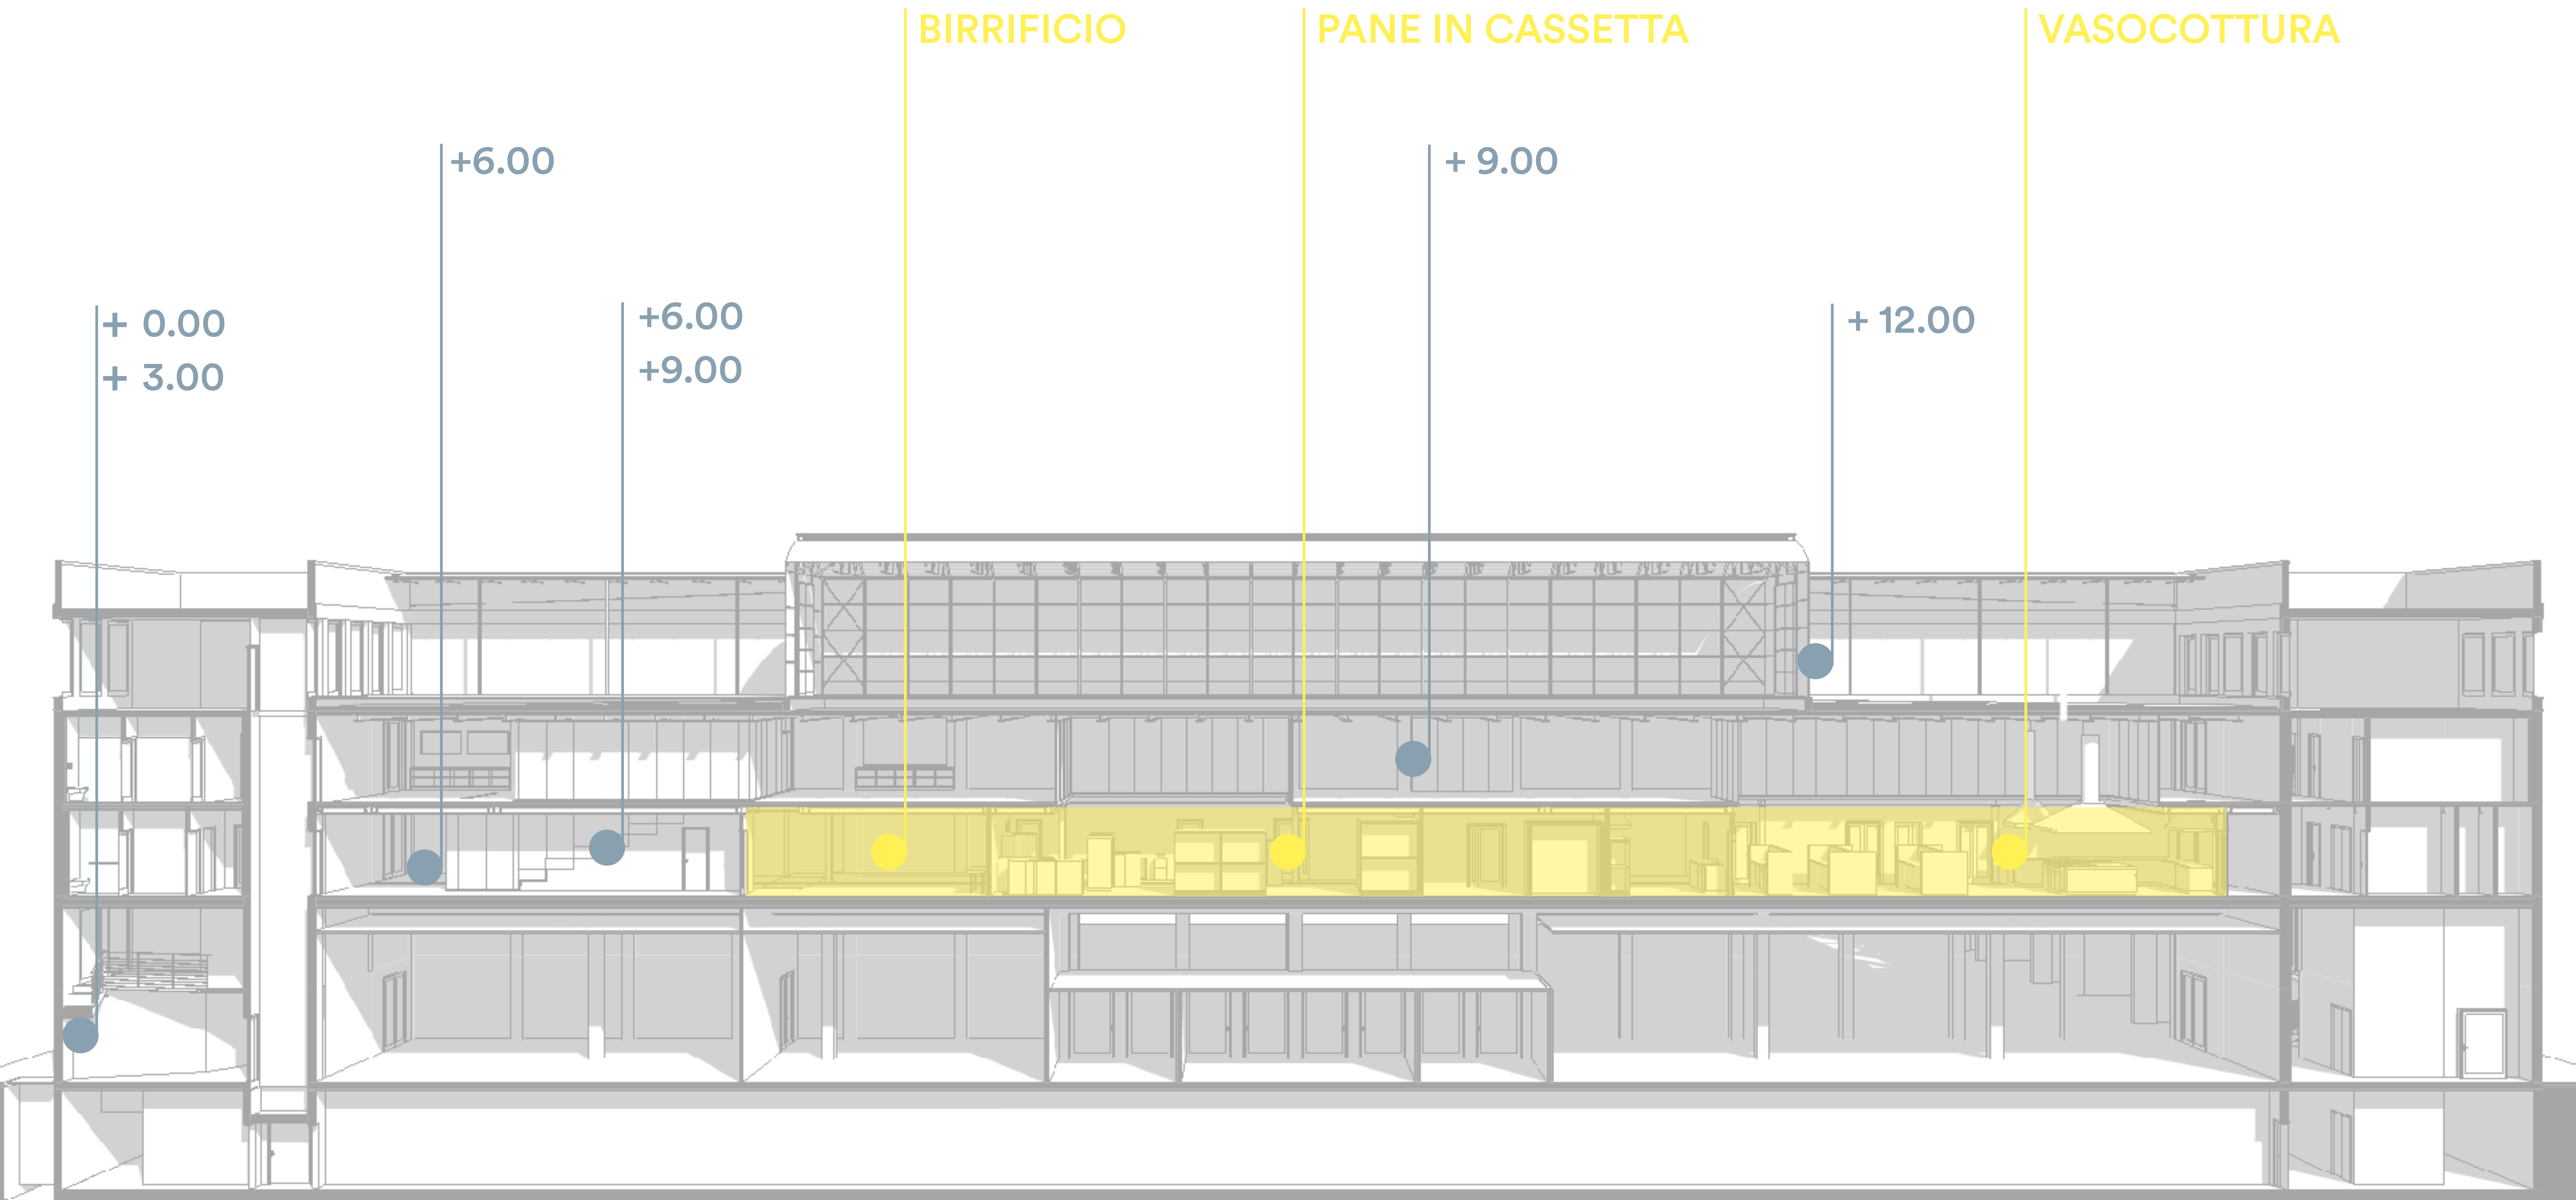 BIRRIFICIO
PANE IN CASSETTA
VASOCOTTURA
+6.00
+ 9.00
+ 0.00
+ 3.00
+6.00
+9.00
+ 12.00